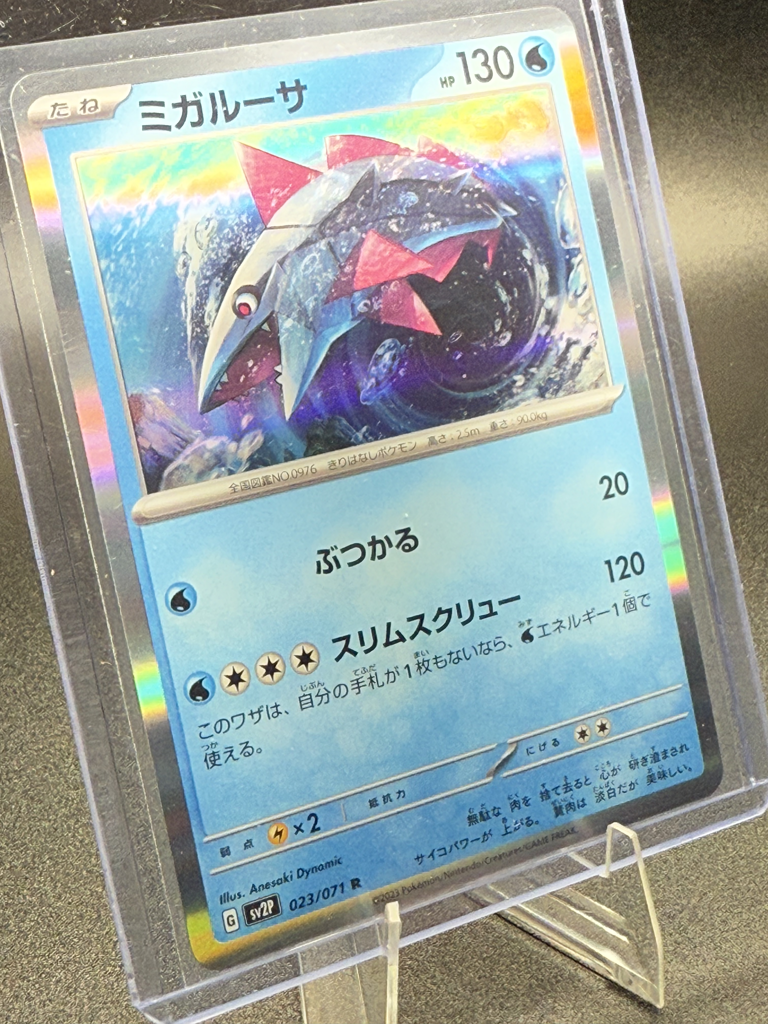 たね
ミガルーサ
HP 130
全国図鑑NO.0976 きりはなしポケモン 高さ：2.5m 重さ：90.0kg
ぶつかる 20
スリムスクリュー 120
このワザは、自分の手札が1枚もないなら、エネルギー1個で
使える。
弱点 ×2 抵抗力 にげる
無駄な 肉を 捨て去ると 心が 研ぎ澄まされ
サイコパワーが 上がる。 贅肉は 淡白だが 美味しい。
Illus. Anesaki Dynamic
G SV2P 023/071 R
©2023 Pokémon/Nintendo/Creatures/GAME FREAK.